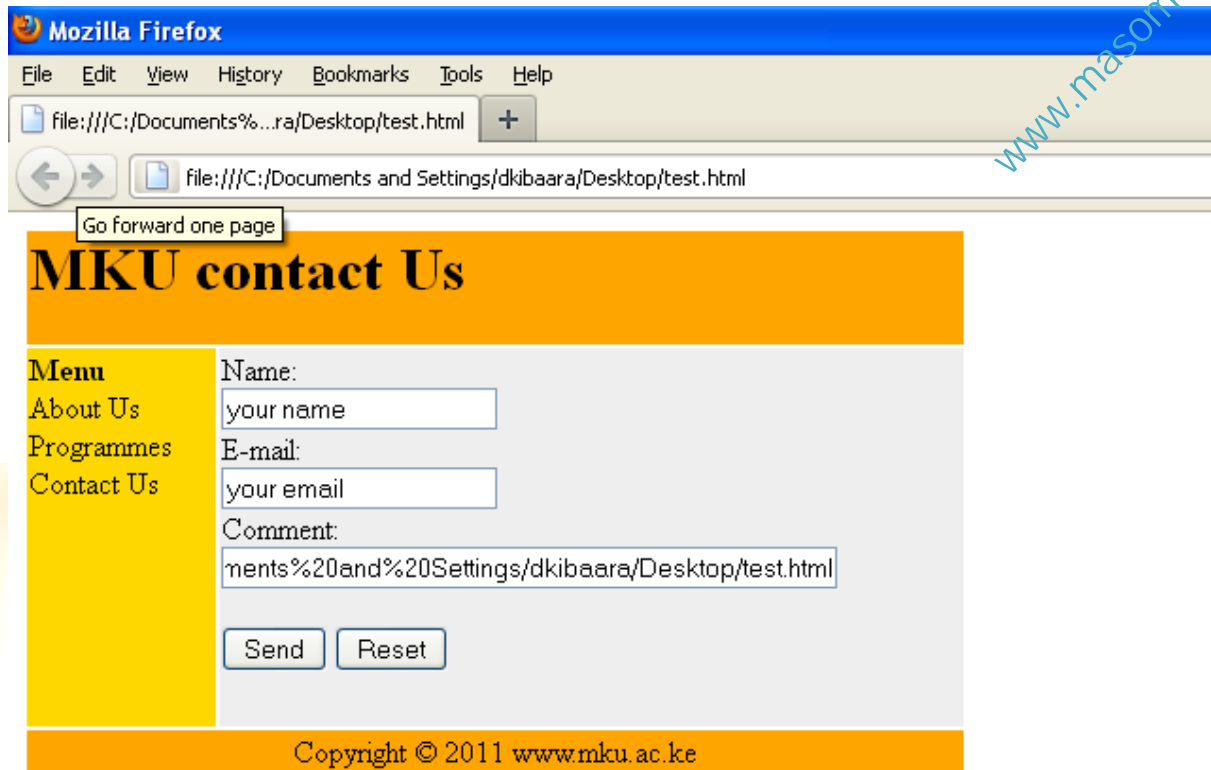 Mozilla Firefox
File Edit View History Bookmarks Tools Help
file:///C:/Documents%...ra/Desktop/test.html +
file:///C:/Documents and Settings/dkibaara/Desktop/test.html
Go forward one page
MKU contact Us
Menu
About Us
Programmes
Contact Us
Name:
your name
E-mail:
your email
Comment:
ments%20and%20Settings/dkibaara/Desktop/test.html
Send Reset
Copyright © 2011 www.mku.ac.ke
www.masom